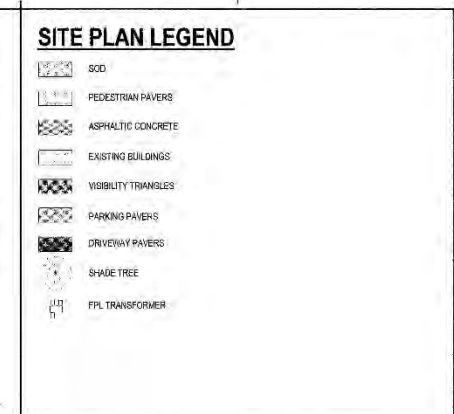 SITE PLAN LEGEND
SOD
PEDESTRIAN PAVERS
ASPHALTIC CONCRETE
EXISTING BUILDINGS
VISIBILITY TRIANGLES
PARKING PAVERS
DRIVEWAY PAVERS
SHADE TREE
FPL TRANSFORMER